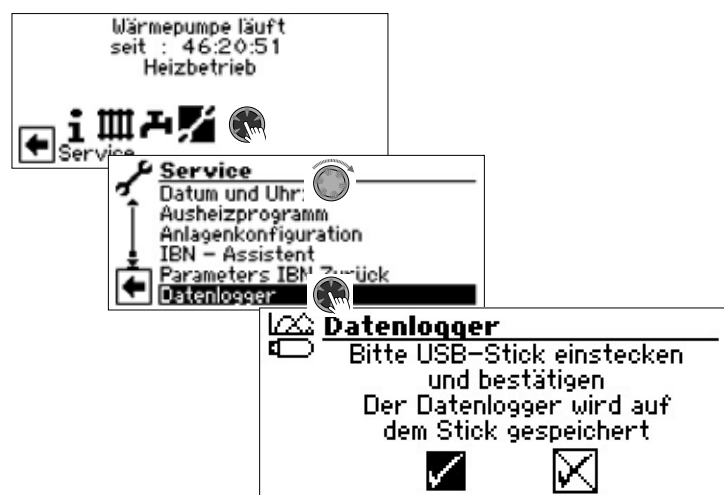 Wärmepumpe läuft
seit : 46:20:51
Heizbetrieb
Service
Service
Datum und Uhr:
Ausheizprogramm
Anlagenkonfiguration
IBN - Assistent
Parameters IBN Zurück
Datenlogger
Datenlogger
Bitte USB-Stick einstecken
und bestätigen
Der Datenlogger wird auf
dem Stick gespeichert